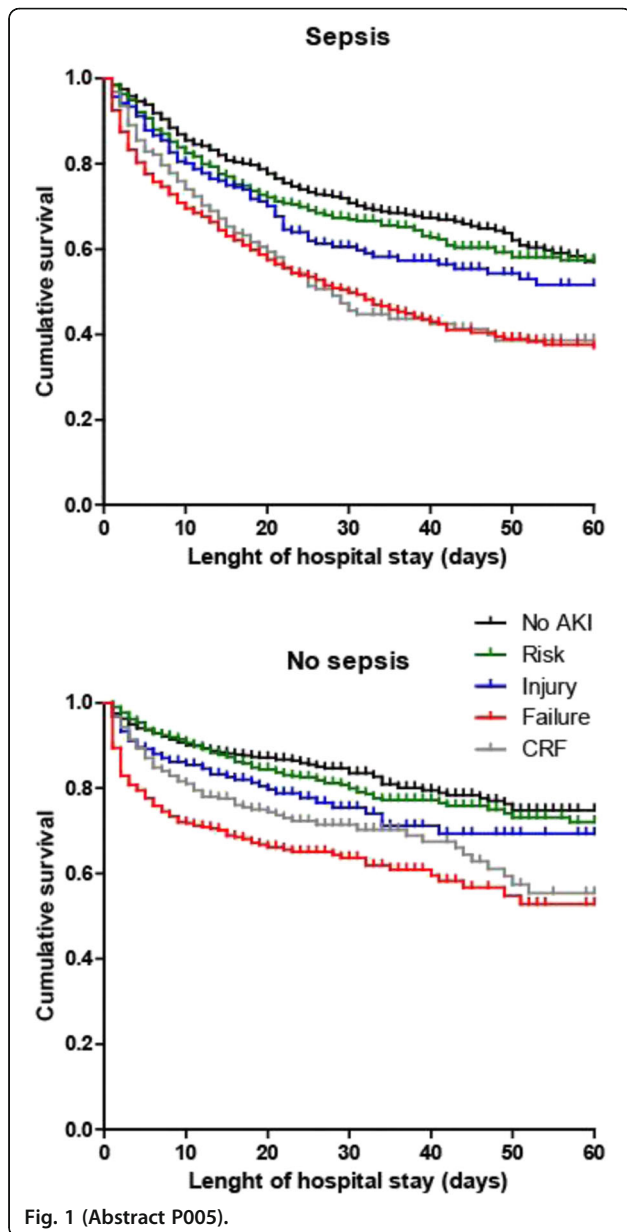 Sepsis
1.0
0.8
0.6
0.4
0.2
0.0
Cumulative survival
0 10 20 30 40 50 60
Lenght of hospital stay (days)
No AKI
Risk
Injury
Failure
CRF
No sepsis
1.0
0.8
0.6
0.4
0.2
0.0
Cumulative survival
0 10 20 30 40 50 60
Lenght of hospital stay (days)
Fig. 1 (Abstract P005).